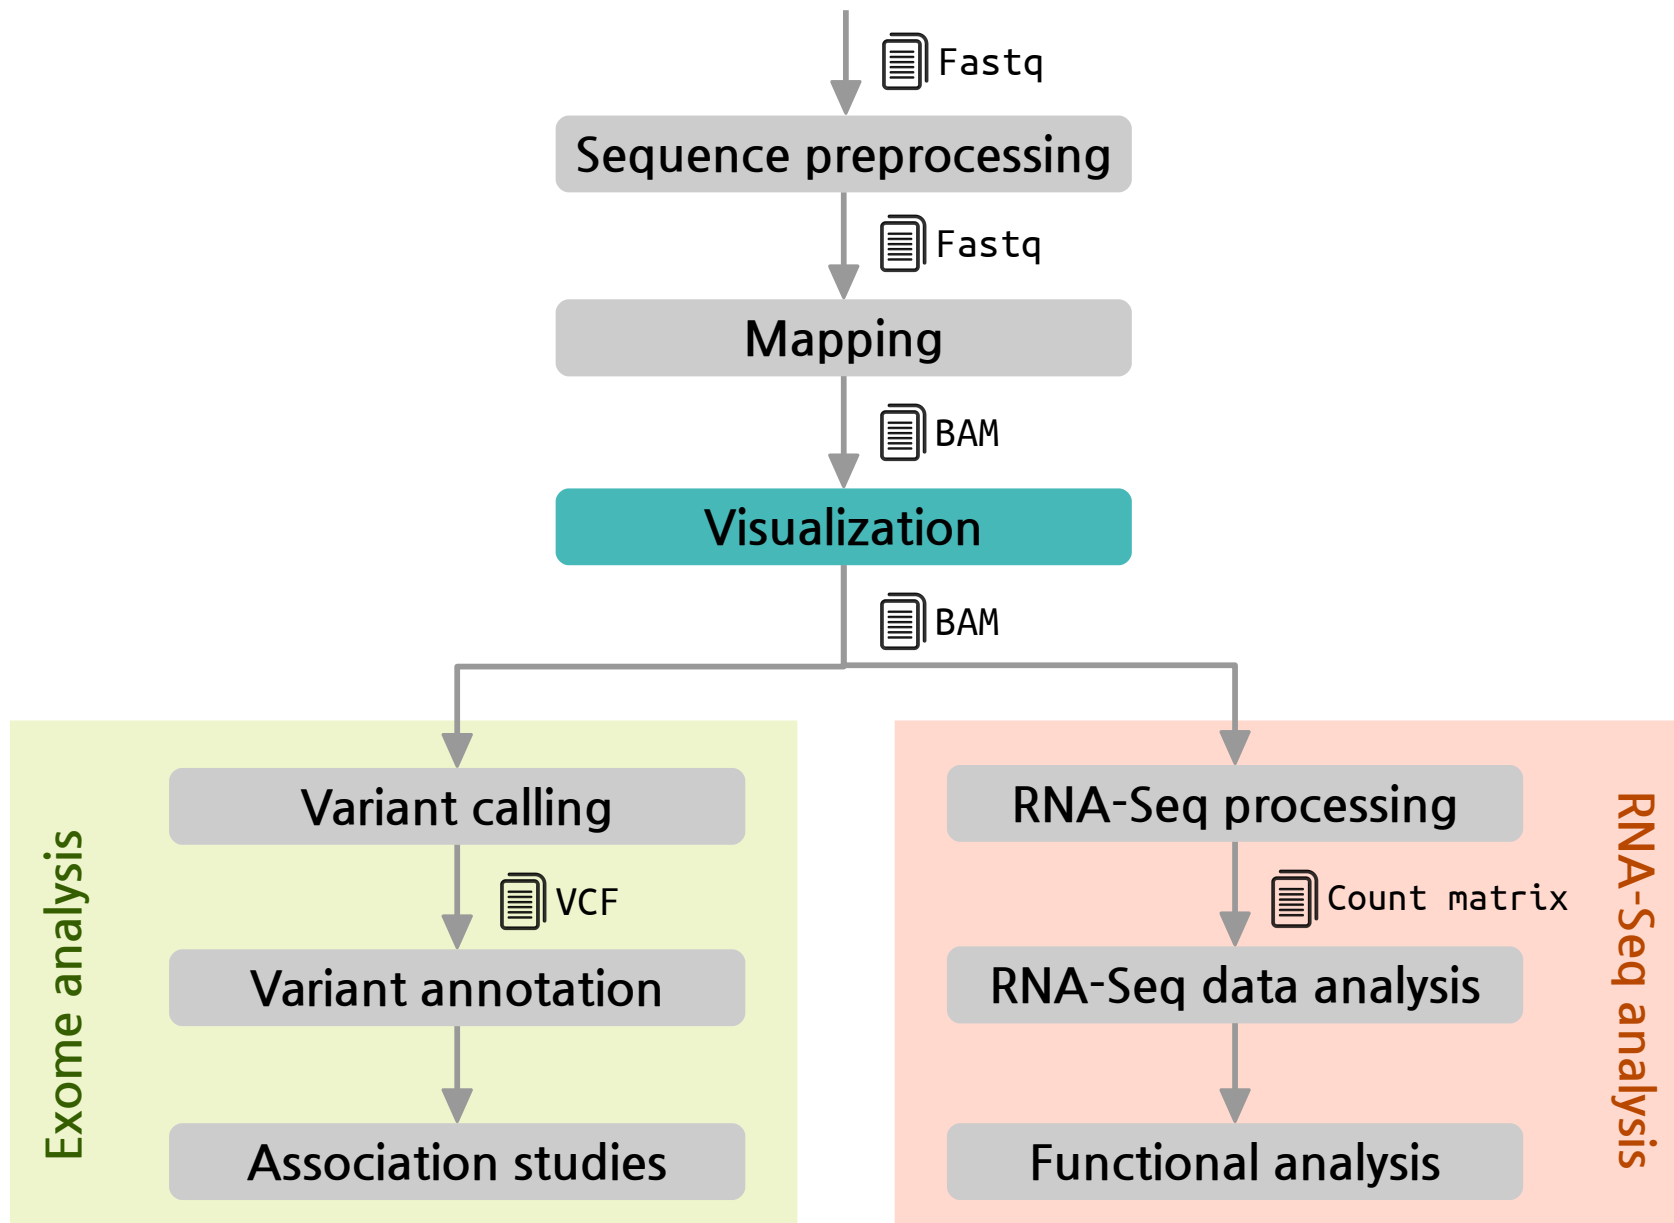 Fastq
Sequence preprocessing
Fastq
Mapping
BAM
Visualization
BAM
Exome analysis
Variant calling
VCF
Variant annotation
Association studies
RNA-Seq processing
Count matrix
RNA-Seq data analysis
Functional analysis
RNA-Seq analysis